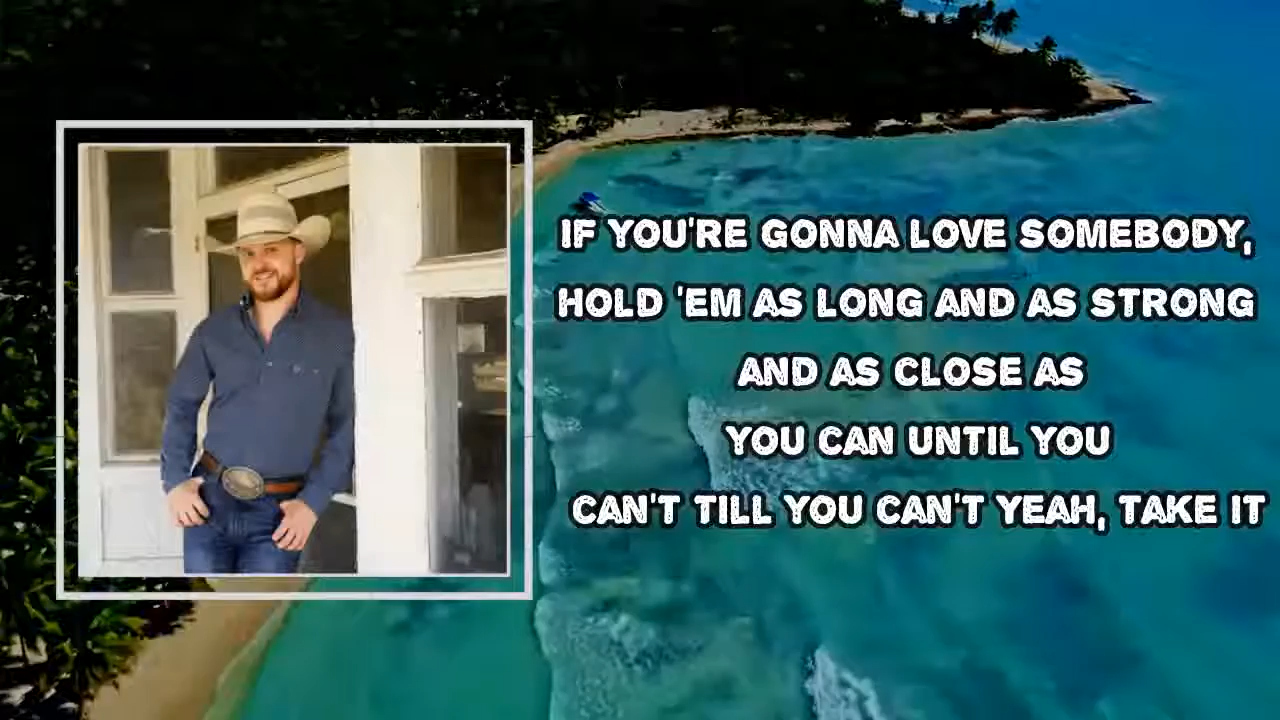 IF YOU'RE GONNA LOVE SOMEBODY,
HOLD 'EM AS LONG AND AS STRONG
AND AS CLOSE AS
YOU CAN UNTIL YOU
CAN'T TILL YOU CAN'T YEAH, TAKE IT